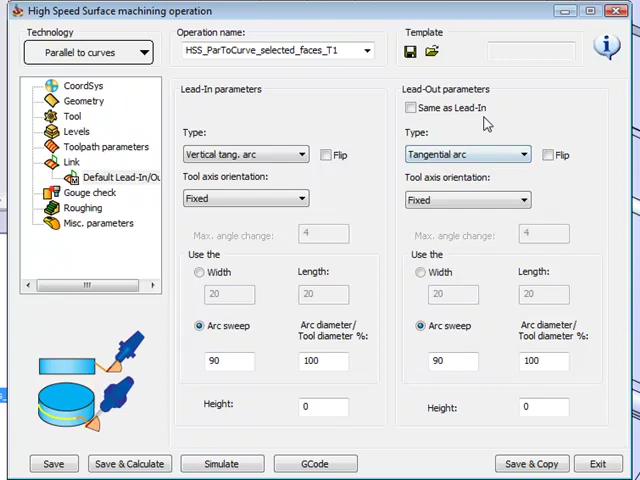 High Speed Surface machining operation
Technology
Parallel to curves
Operation name:
HSS_ParToCurve_selected_faces_T1
Template
CoordSys
Geometry
Tool
Levels
Toolpath parameters
Link
Default Lead-In/Ou
Gouge check
Roughing
Misc. parameters
Lead-In parameters
Type:
Vertical tang. arc
Flip
Tool axis orientation:
Fixed
Max. angle change:
4
Use the
Width
Length:
20
20
Arc sweep
Arc diameter/
Tool diameter %:
90
100
Height:
0
Lead-Out parameters
Same as Lead-In
Type:
Tangential arc
Flip
Tool axis orientation:
Fixed
Max. angle change:
4
Use the
Width
Length:
20
20
Arc sweep
Arc diameter/
Tool diameter %:
90
100
Height:
0
Save
Save & Calculate
Simulate
GCode
Save & Copy
Exit